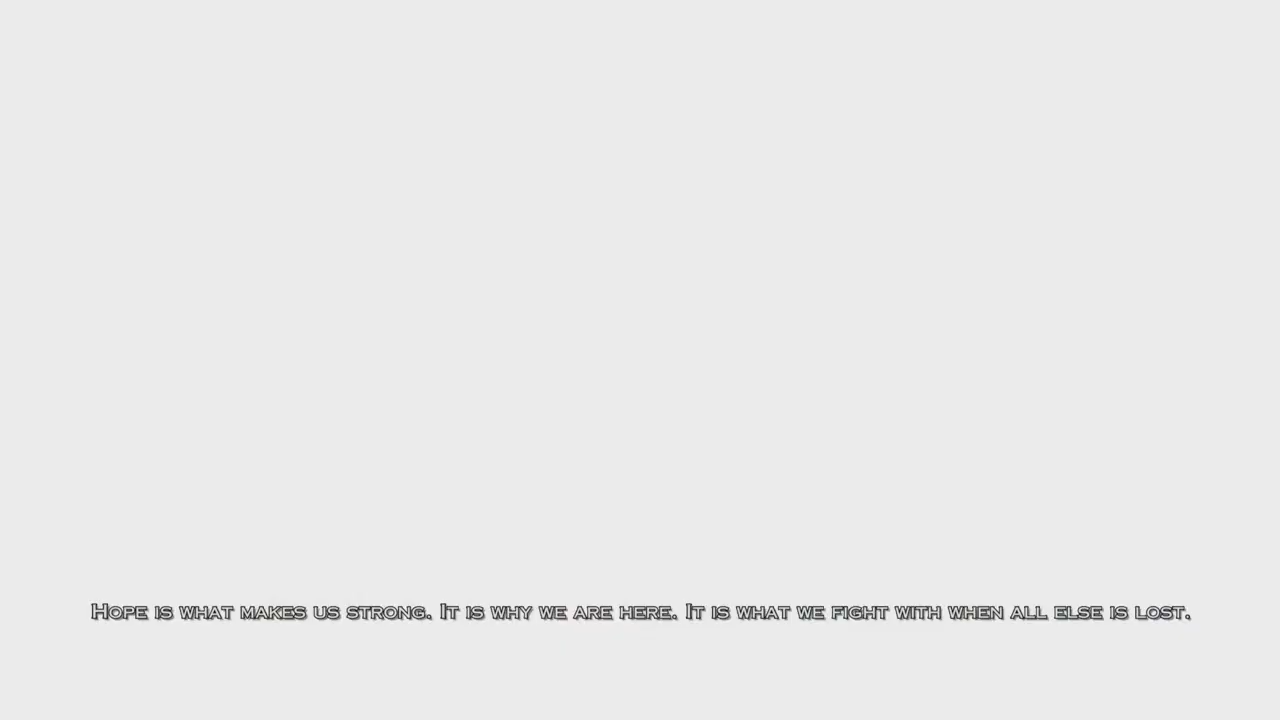 Hope is what makes us strong. It is why we are here. It is what we fight with when all else is lost.